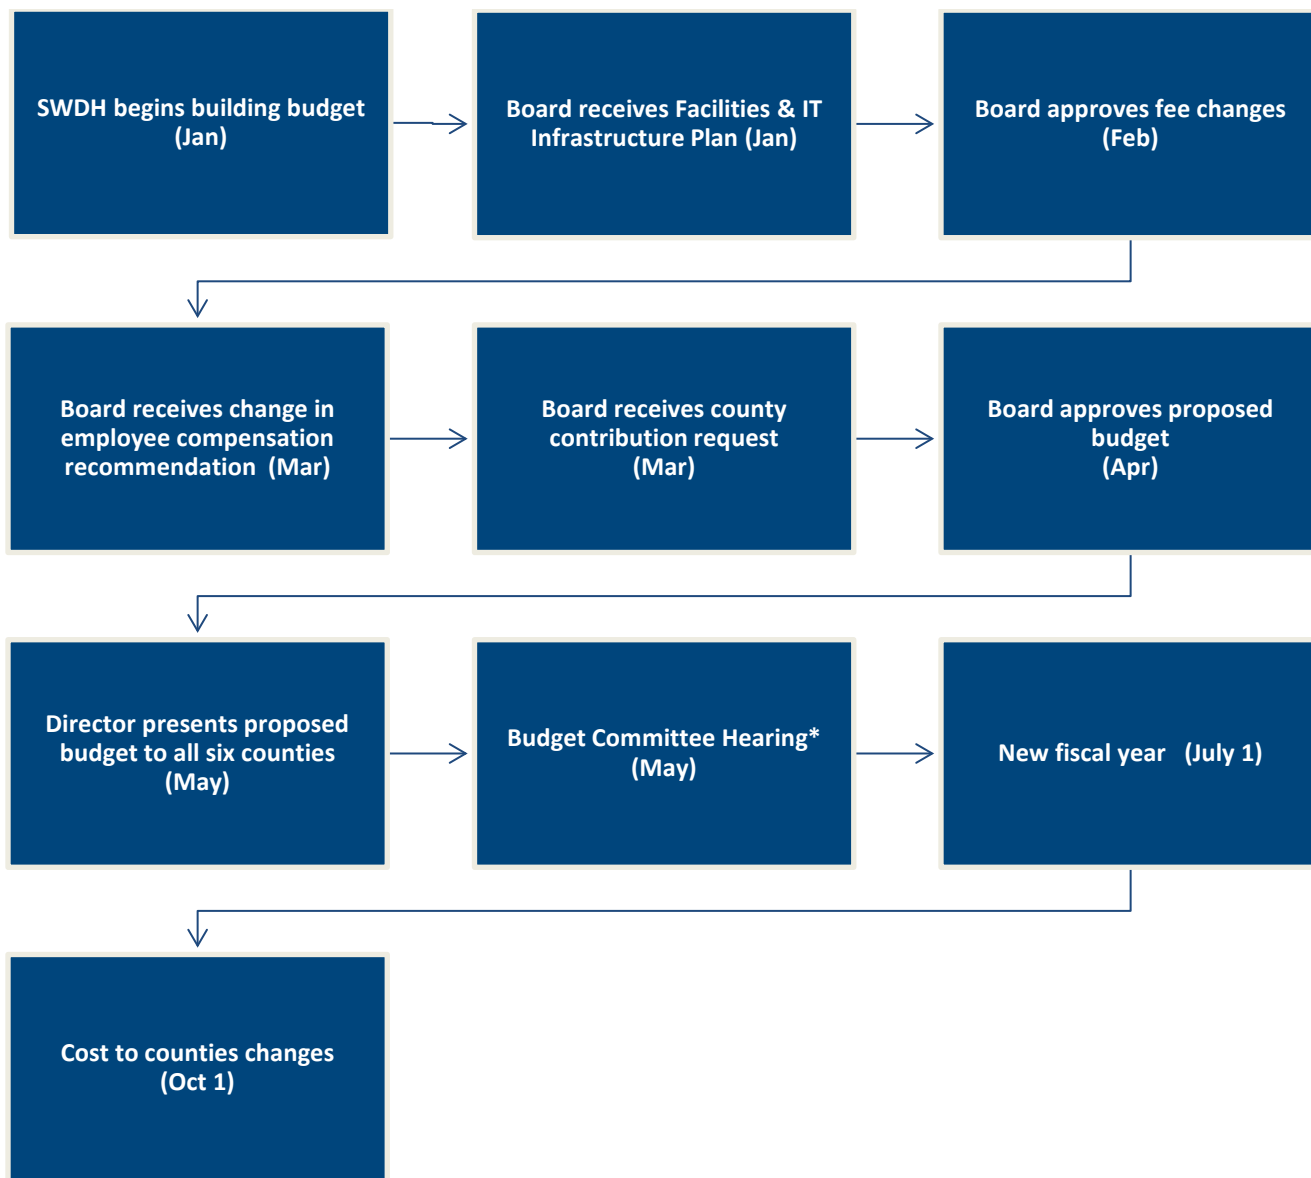 SWDH begins building budget
(Jan)
Board receives Facilities & IT
Infrastructure Plan (Jan)
Board approves fee changes
(Feb)
Board receives change in
employee compensation
recommendation  (Mar)
Board receives county
contribution request
(Mar)
Board approves proposed
budget
(Apr)
Director presents proposed
budget to all six counties
(May)
Budget Committee Hearing*
(May)
New fiscal year   (July 1)
Cost to counties changes
(Oct 1)